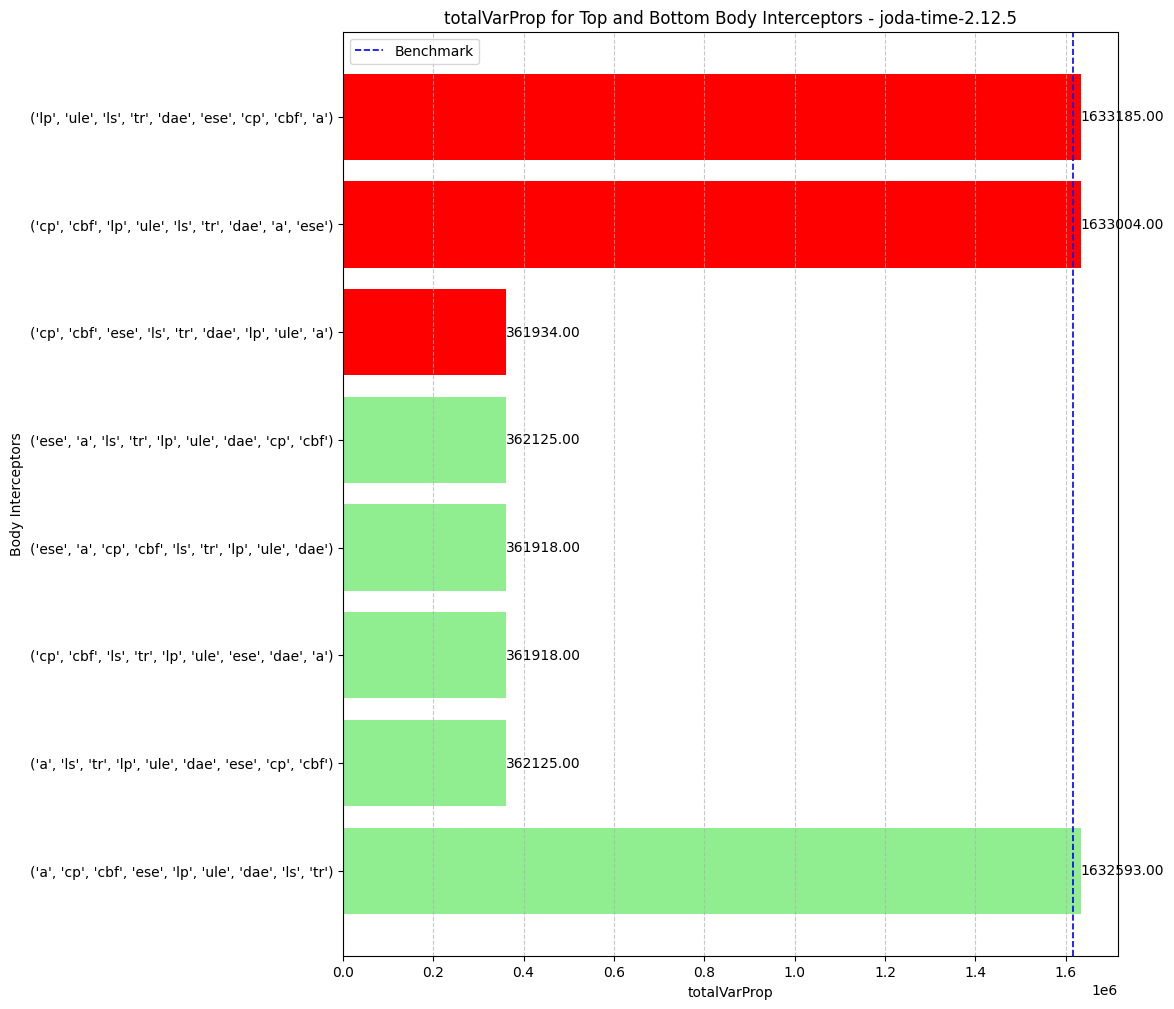 totalVarProp for Top and Bottom Body Interceptors - joda-time-2.12.5
Benchmark
('lp', 'ule', 'ls', 'tr', 'dae', 'ese', 'cp', 'cbf', 'a')
1633185.00
('cp', 'cbf', 'lp', 'ule', 'ls', 'tr', 'dae', 'a', 'ese')
1633004.00
('cp', 'cbf', 'ese', 'ls', 'tr', 'dae', 'lp', 'ule', 'a')
361934.00
('ese', 'a', 'ls', 'tr', 'lp', 'ule', 'dae', 'cp', 'cbf')
362125.00
Body Interceptors
('ese', 'a', 'cp', 'cbf', 'ls', 'tr', 'lp', 'ule', 'dae')
361918.00
('cp', 'cbf', 'ls', 'tr', 'lp', 'ule', 'ese', 'dae', 'a')
361918.00
('a', 'ls', 'tr', 'lp', 'ule', 'dae', 'ese', 'cp', 'cbf')
362125.00
('a', 'cp', 'cbf', 'ese', 'lp', 'ule', 'dae', 'ls', 'tr')
1632593.00
0.0 0.2 0.4 0.6 0.8 1.0 1.2 1.4 1.6
1e6
totalVarProp